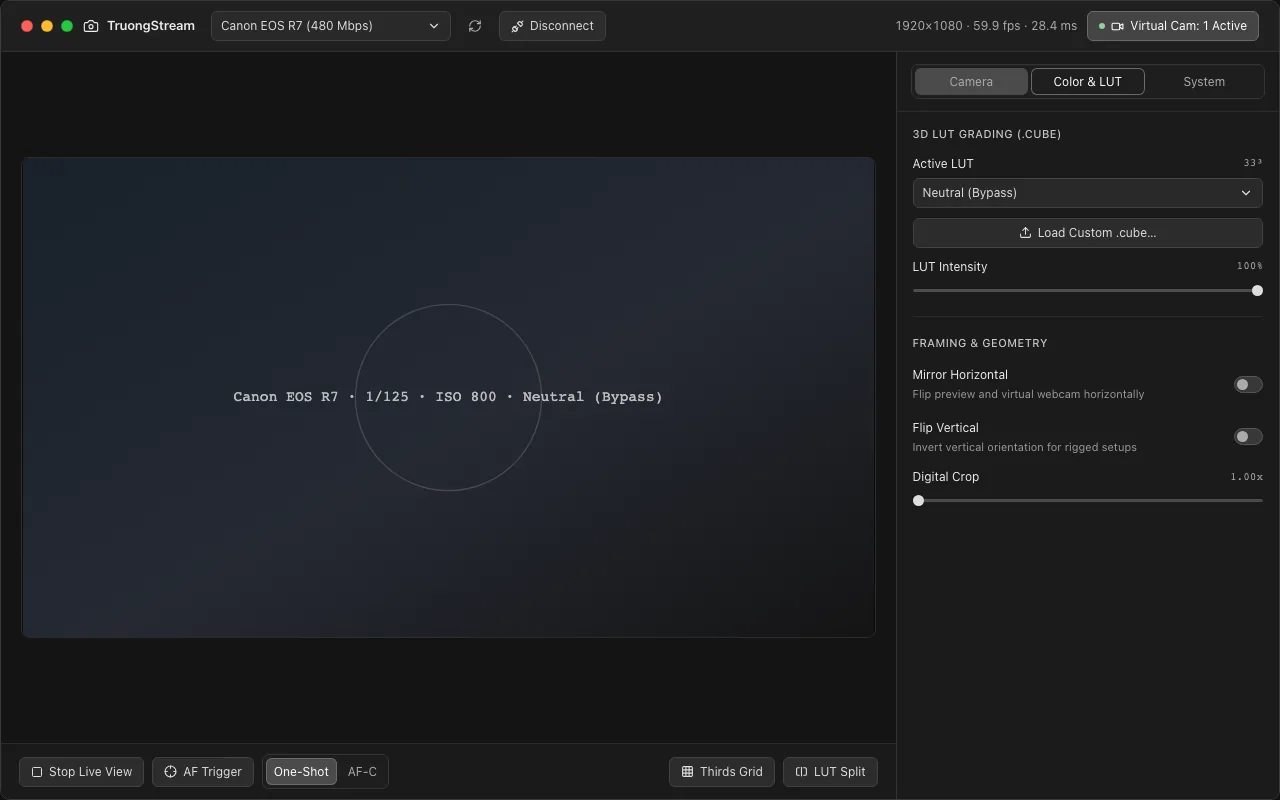 TruongStream
Canon EOS R7 (480 Mbps)
Disconnect
1920×1080 · 59.9 fps · 28.4 ms
Virtual Cam: 1 Active
Camera
Color & LUT
System
3D LUT GRADING (.CUBE)
Active LUT
33³
Neutral (Bypass)
Load Custom .cube...
LUT Intensity
100%
FRAMING & GEOMETRY
Mirror Horizontal
Flip preview and virtual webcam horizontally
Flip Vertical
Invert vertical orientation for rigged setups
Digital Crop
1.00x
Canon EOS R7 · 1/125 · ISO 800 · Neutral (Bypass)
Stop Live View
AF Trigger
One-Shot
AF-C
Thirds Grid
LUT Split